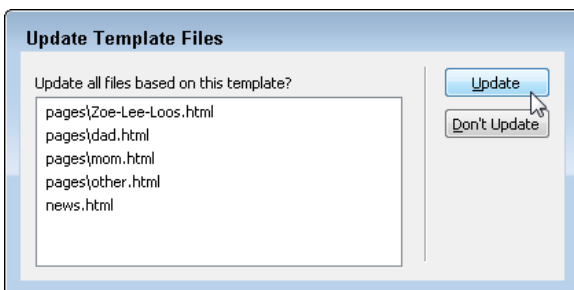 Update Template Files
Update all files based on this template?
pages\Zoe-Lee-Loos.html
pages\dad.html
pages\mom.html
pages\other.html
news.html
Update
Don't Update